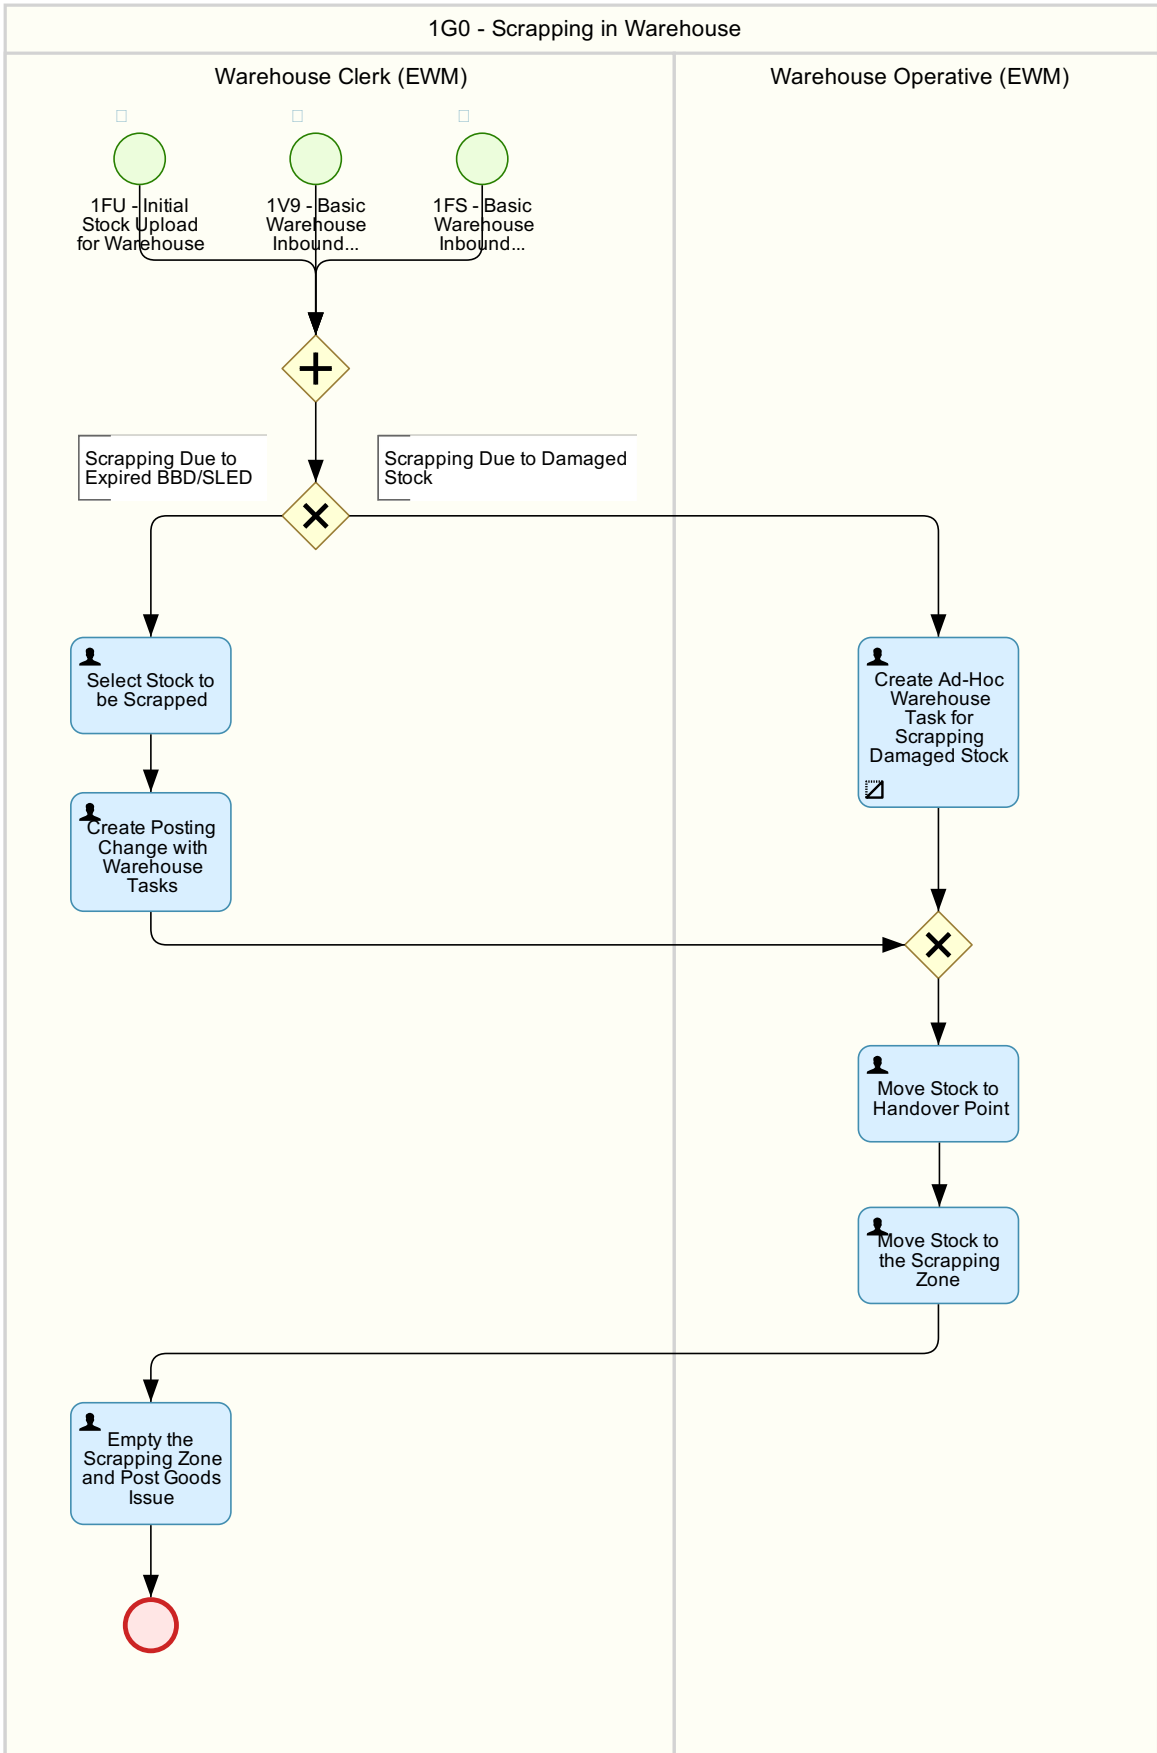 1G0 - Scrapping in Warehouse
Warehouse Clerk (EWM)
Warehouse Operative (EWM)
1FU - Initial
Stock Upload
for Warehouse
1V9 - Basic
Warehouse
Inbound...
1FS - Basic
Warehouse
Inbound...
Scrapping Due to
Expired BBD/SLED
Scrapping Due to Damaged
Stock
Select Stock to
be Scrapped
Create Ad-Hoc
Warehouse
Task for
Scrapping
Damaged Stock
Create Posting
Change with
Warehouse
Tasks
Move Stock to
Handover Point
Move Stock to
the Scrapping
Zone
Empty the
Scrapping Zone
and Post Goods
Issue